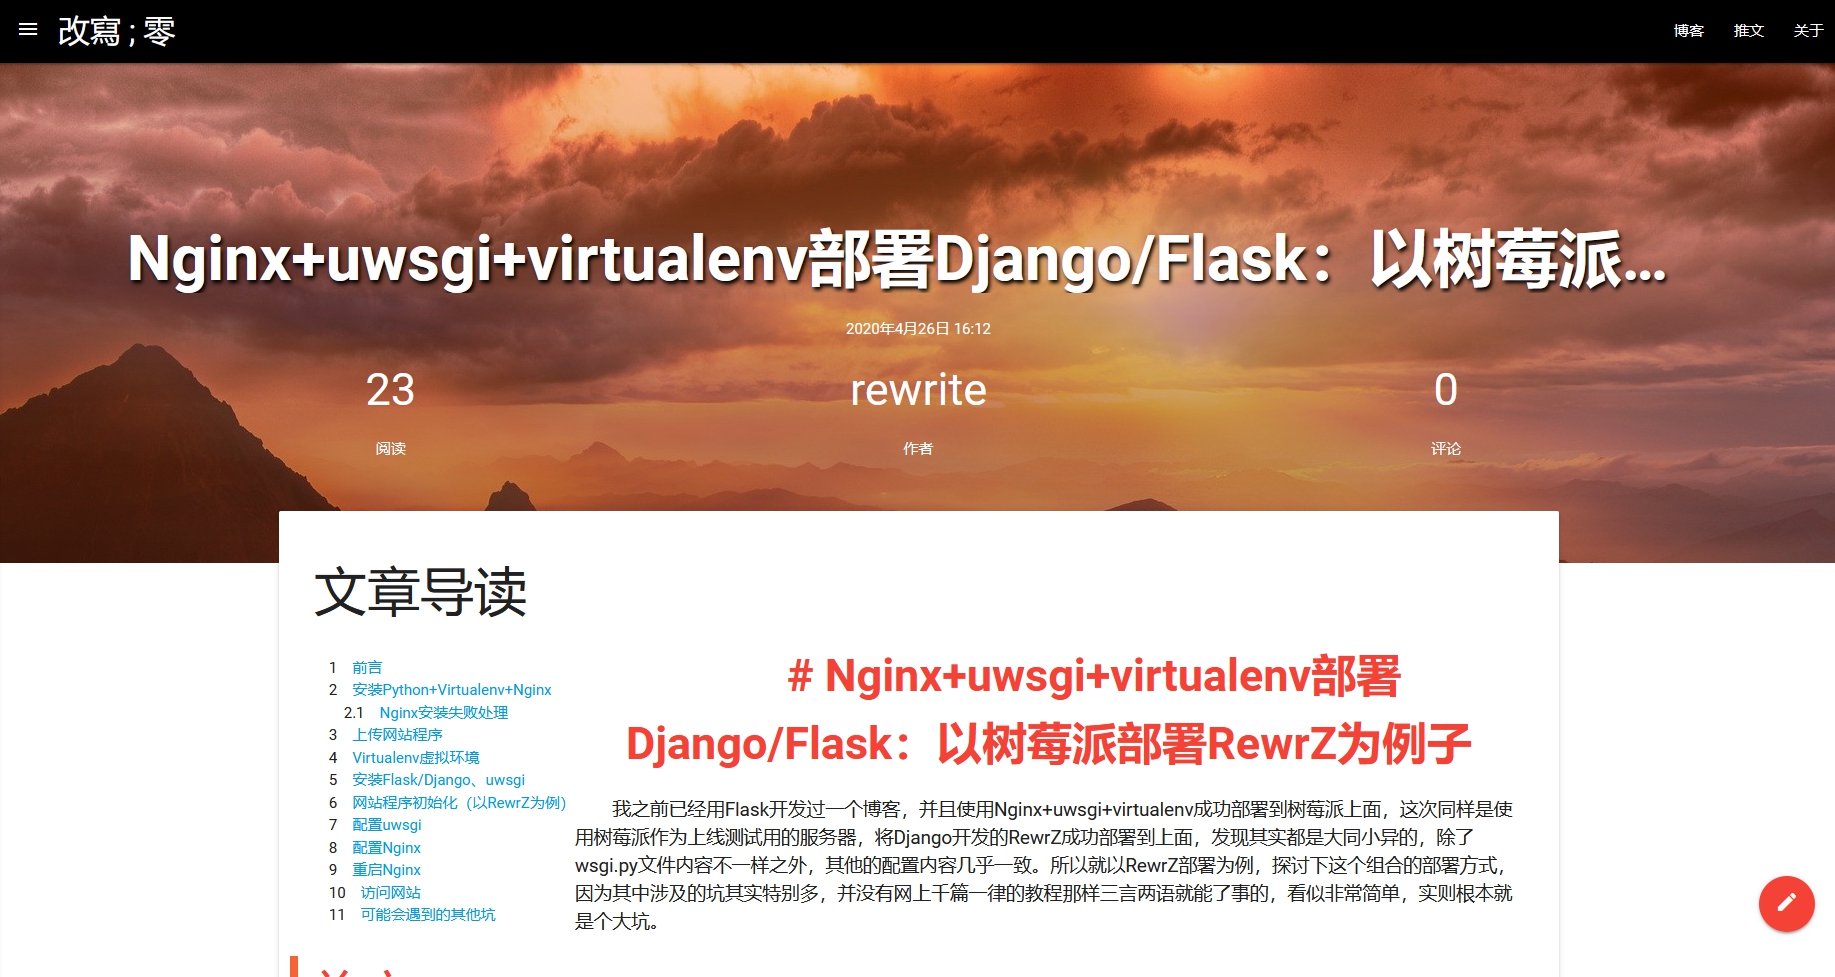 改寫 ; 零
博客 推文 关于
Nginx+uwsgi+virtualenv部署Django/Flask：以树莓派...
2020年4月26日 16:12
23 rewrite 0
阅读 作者 评论
文章导读
1 前言
2 安装Python+Virtualenv+Nginx
2.1 Nginx安装失败处理
3 上传网站程序
4 Virtualenv虚拟环境
5 安装Flask/Django、uwsgi
6 网站程序初始化（以RewrZ为例）
7 配置uwsgi
8 配置Nginx
9 重启Nginx
10 访问网站
11 可能会遇到的其他坑
# Nginx+uwsgi+virtualenv部署
Django/Flask：以树莓派部署RewrZ为例子
我之前已经用Flask开发过一个博客，并且使用Nginx+uwsgi+virtualenv成功部署到树莓派上面，这次同样是使
用树莓派作为上线测试用的服务器，将Django开发的RewrZ成功部署到上面，发现其实都是大同小异的，除了
wsgi.py文件内容不一样之外，其他的配置内容几乎一致。所以就以RewrZ部署为例，探讨下这个组合的部署方式，
因为其中涉及的坑其实特别多，并没有网上千篇一律的教程那样三言两语就能了事的，看似非常简单，实则根本就
是个大坑。